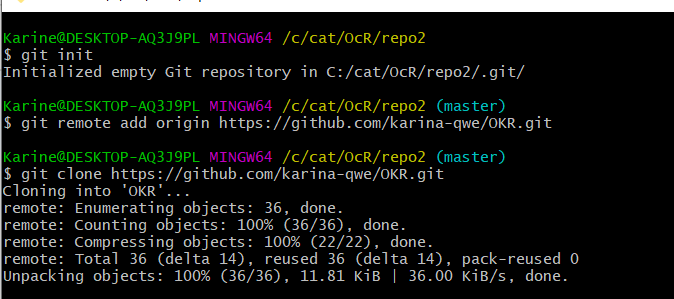 Karine@DESKTOP-AQ3J9PL MINGW64 /c/cat/OcR/repo2
$ git init
Initialized empty Git repository in C:/cat/OcR/repo2/.git/
Karine@DESKTOP-AQ3J9PL MINGW64 /c/cat/OcR/repo2 (master)
$ git remote add origin https://github.com/karina-qwe/OKR.git
Karine@DESKTOP-AQ3J9PL MINGW64 /c/cat/OcR/repo2 (master)
$ git clone https://github.com/karina-qwe/OKR.git
Cloning into 'OKR'...
remote: Enumerating objects: 36, done.
remote: Counting objects: 100% (36/36), done.
remote: Compressing objects: 100% (22/22), done.
remote: Total 36 (delta 14), reused 36 (delta 14), pack-reused 0
Unpacking objects: 100% (36/36), 11.81 KiB | 36.00 KiB/s, done.